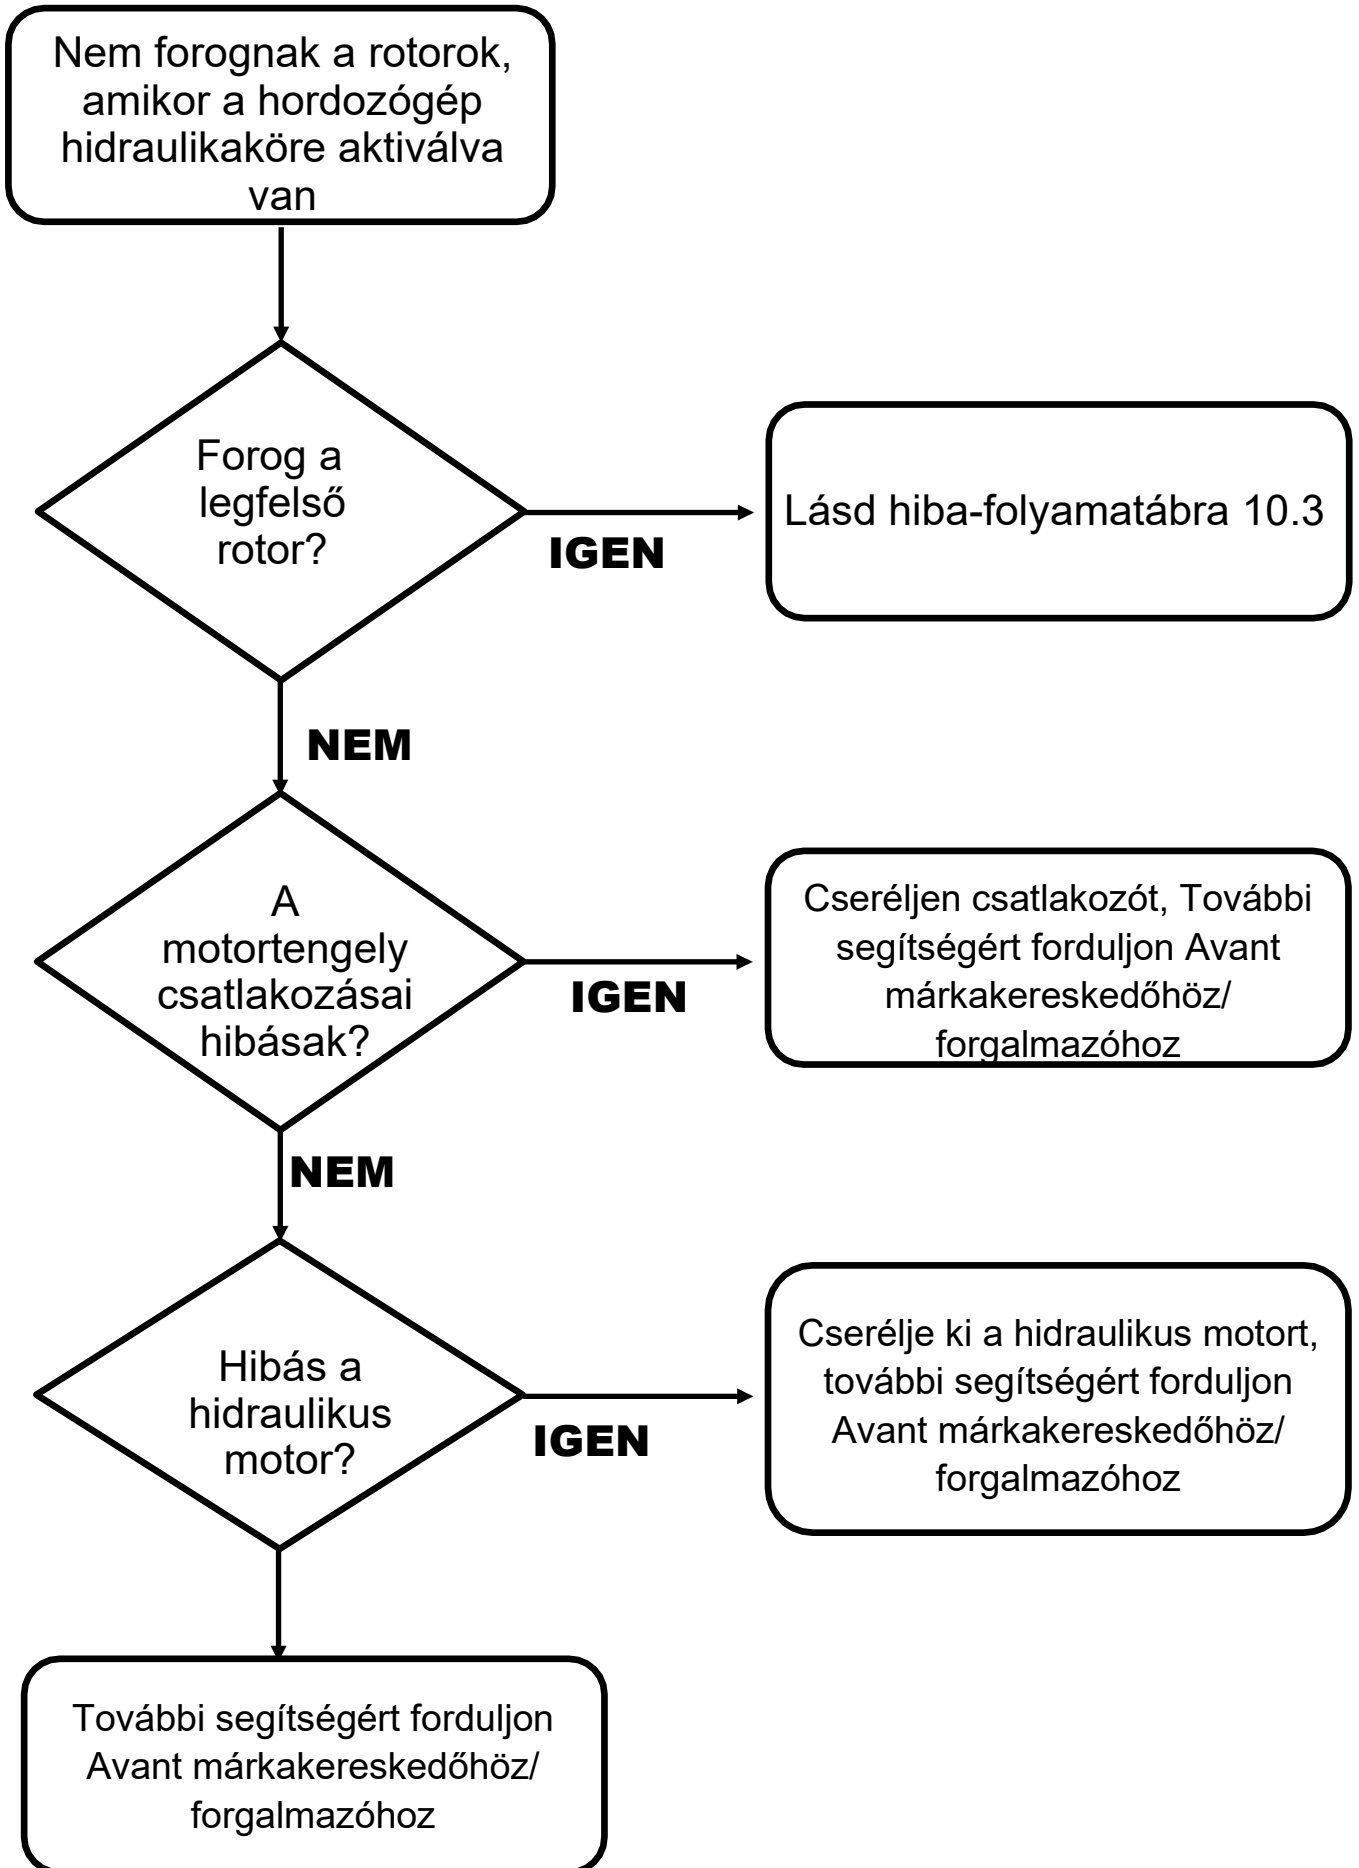 Nem forognak a rotorok,
amikor a hordozógép
hidraulikaköre aktiválva
van
Forog a
legfelső
rotor?
IGEN
Lásd hiba-folyamatábra 10.3
NEM
A
motortengely
csatlakozásai
hibásak?
IGEN
Cseréljen csatlakozót, További
segítségért forduljon Avant
márkakereskedőhöz/
forgalmazóhoz
NEM
Hibás a
hidraulikus
motor?
IGEN
Cserélje ki a hidraulikus motort,
további segítségért forduljon
Avant márkakereskedőhöz/
forgalmazóhoz
További segítségért forduljon
Avant márkakereskedőhöz/
forgalmazóhoz